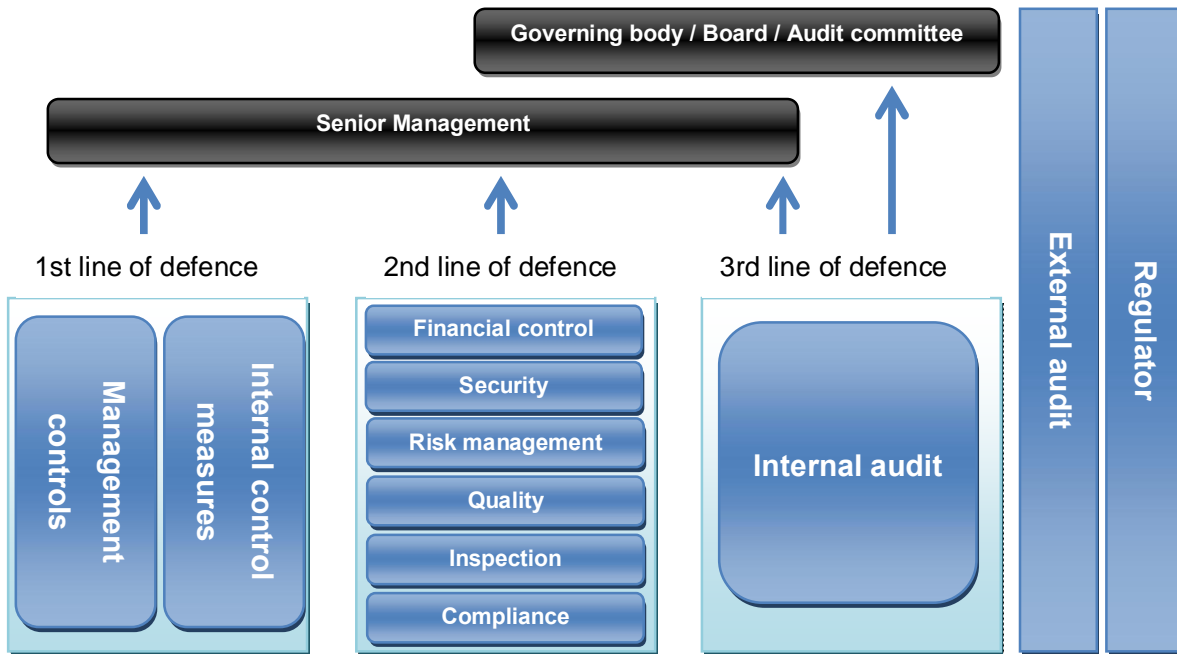 Governing body / Board / Audit committee
Senior Management
1st line of defence
2nd line of defence
3rd line of defence
Management
controls
Internal control
measures
Financial control
Security
Risk management
Quality
Inspection
Compliance
Internal audit
External audit
Regulator